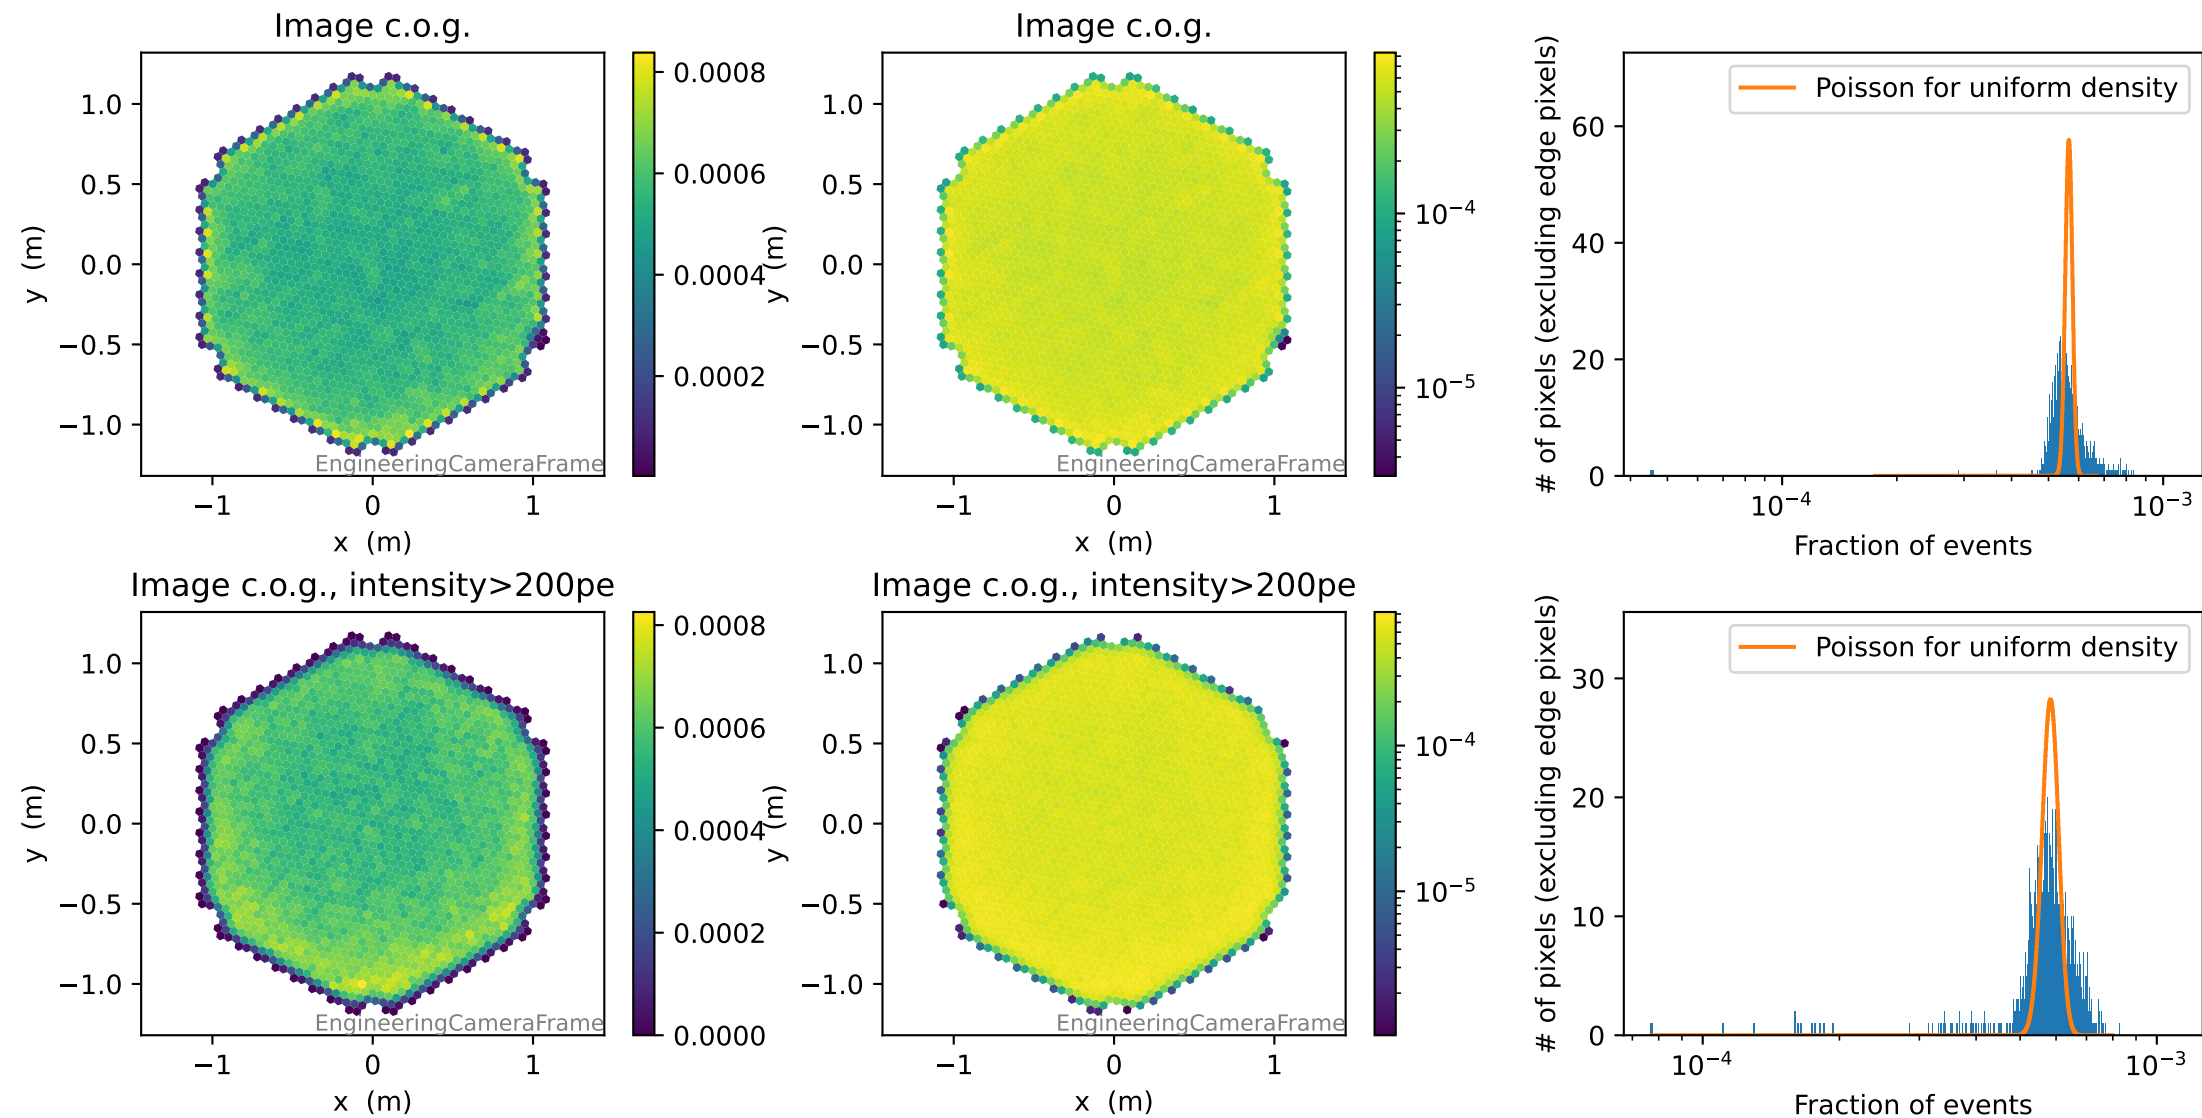 Image c.o.g.
y (m)
1.0
0.5
0.0
−0.5
−1.0
−1
0
1
x (m)
EngineeringCameraFrame
0.0008
0.0006
0.0004
0.0002
Image c.o.g.
y (m)
1.0
0.5
0.0
−0.5
−1.0
−1
0
1
x (m)
EngineeringCameraFrame
10⁻⁴
10⁻⁵
# of pixels (excluding edge pixels)
60
40
20
0
Poisson for uniform density
10⁻⁴
10⁻³
Fraction of events
Image c.o.g., intensity>200pe
y (m)
1.0
0.5
0.0
−0.5
−1.0
−1
0
1
x (m)
EngineeringCameraFrame
0.0008
0.0006
0.0004
0.0002
0.0000
Image c.o.g., intensity>200pe
y (m)
1.0
0.5
0.0
−0.5
−1.0
−1
0
1
x (m)
EngineeringCameraFrame
10⁻⁴
10⁻⁵
# of pixels (excluding edge pixels)
30
20
10
0
Poisson for uniform density
10⁻⁴
10⁻³
Fraction of events